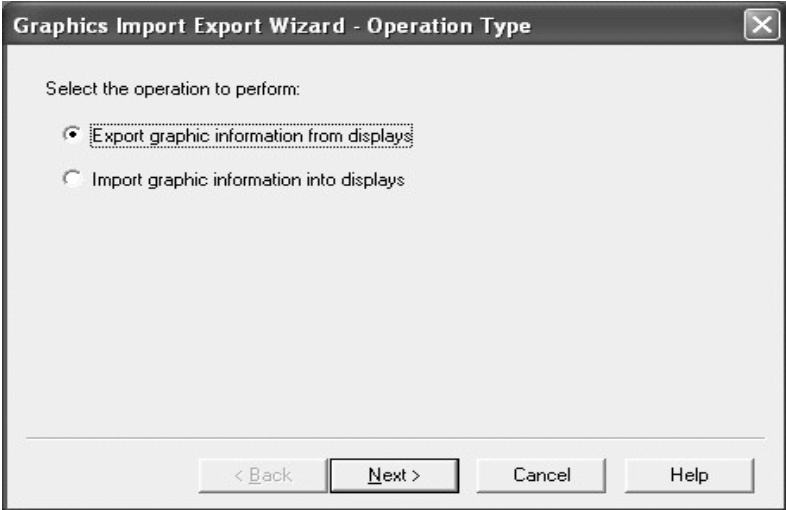 Graphics Import Export Wizard - Operation Type
Select the operation to perform:
Export graphic information from displays
Import graphic information into displays
< Back Next > Cancel Help